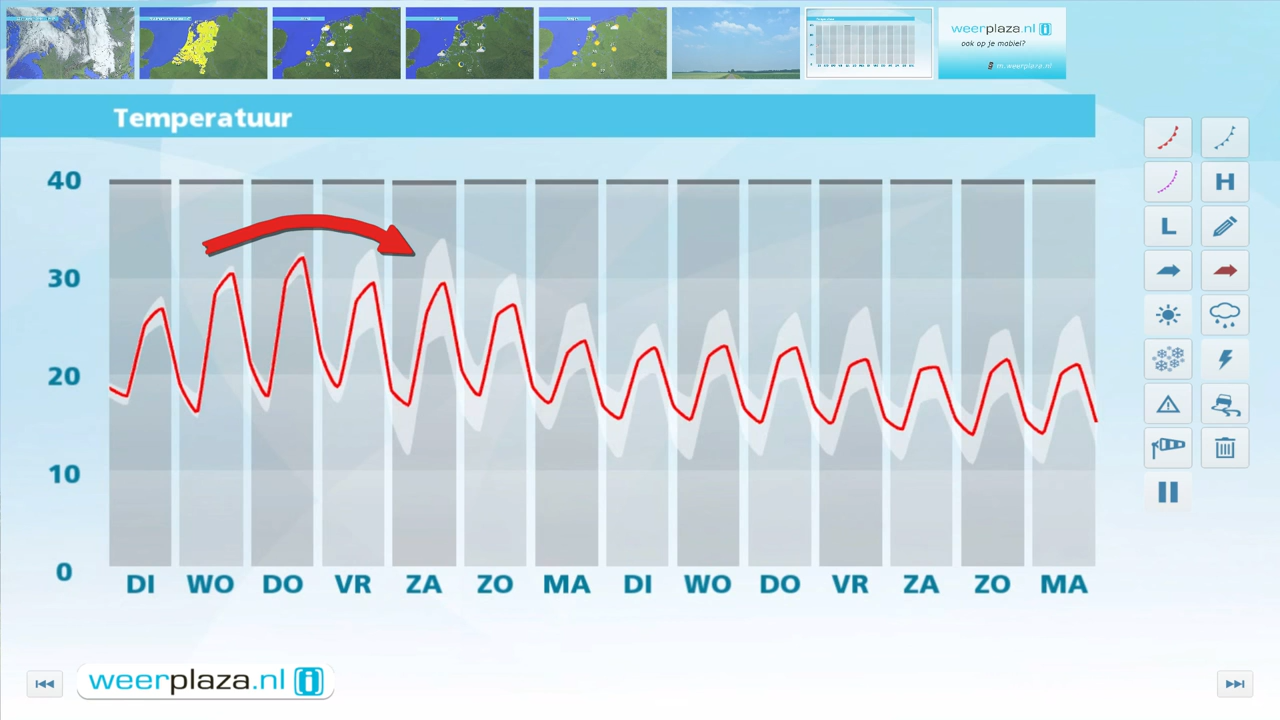 weerplaza.nl i
ook op je mobiel?
m.weerplaza.nl
Temperatuur
40
30
20
10
0
DI WO DO VR ZA ZO MA DI WO DO VR ZA ZO MA
H
L
weerplaza.nl i